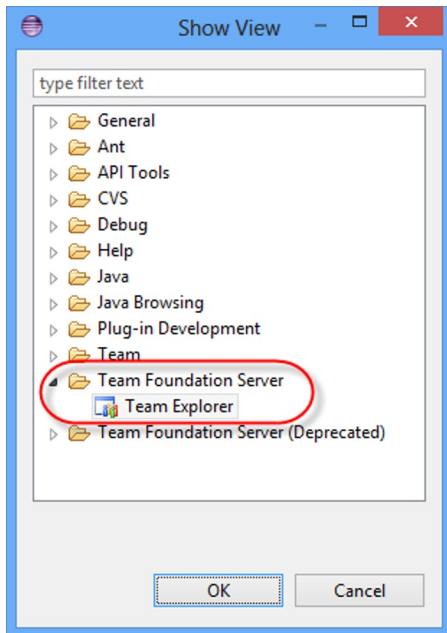 Show View
type filter text
General
Ant
API Tools
CVS
Debug
Help
Java
Java Browsing
Plug-in Development
Team
Team Foundation Server
Team Explorer
Team Foundation Server (Deprecated)
OK Cancel